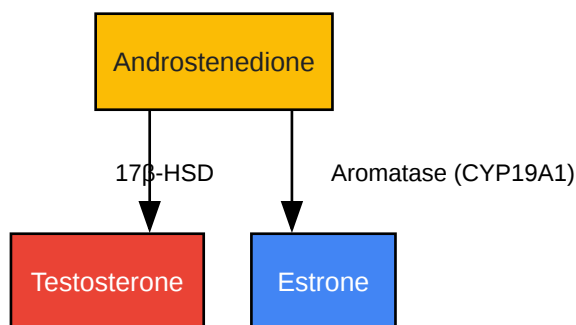 Androstenedione
17β-HSD
Aromatase (CYP19A1)
Testosterone
Estrone